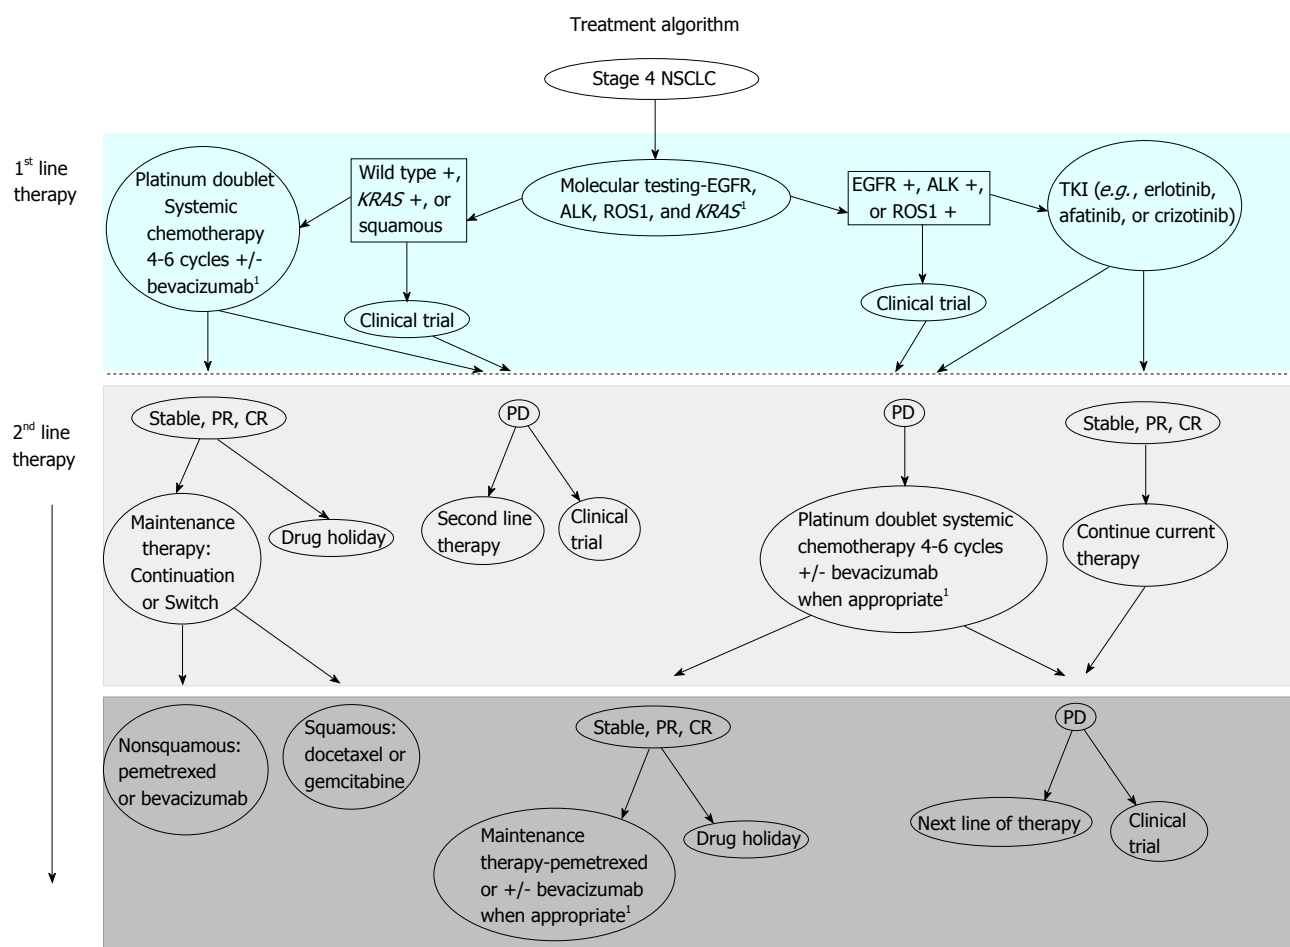 Treatment algorithm
Stage 4 NSCLC
1st line
therapy
Platinum doublet
Systemic
chemotherapy
4-6 cycles +/-
bevacizumab1
Wild type +,
KRAS +, or
squamous
Clinical trial
Molecular testing-EGFR,
ALK, ROS1, and KRAS1
EGFR +, ALK +,
or ROS1 +
Clinical trial
TKI (e.g., erlotinib,
afatinib, or crizotinib)
2nd line
therapy
Stable, PR, CR
Maintenance
therapy:
Continuation
or Switch
Drug holiday
PD
Second line
therapy
Clinical
trial
PD
Platinum doublet systemic
chemotherapy 4-6 cycles
+/- bevacizumab
when appropriate1
Stable, PR, CR
Continue current
therapy
Nonsquamous:
pemetrexed
or bevacizumab
Squamous:
docetaxel or
gemcitabine
Stable, PR, CR
Maintenance
therapy-pemetrexed
or +/- bevacizumab
when appropriate1
Drug holiday
PD
Next line of therapy
Clinical
trial